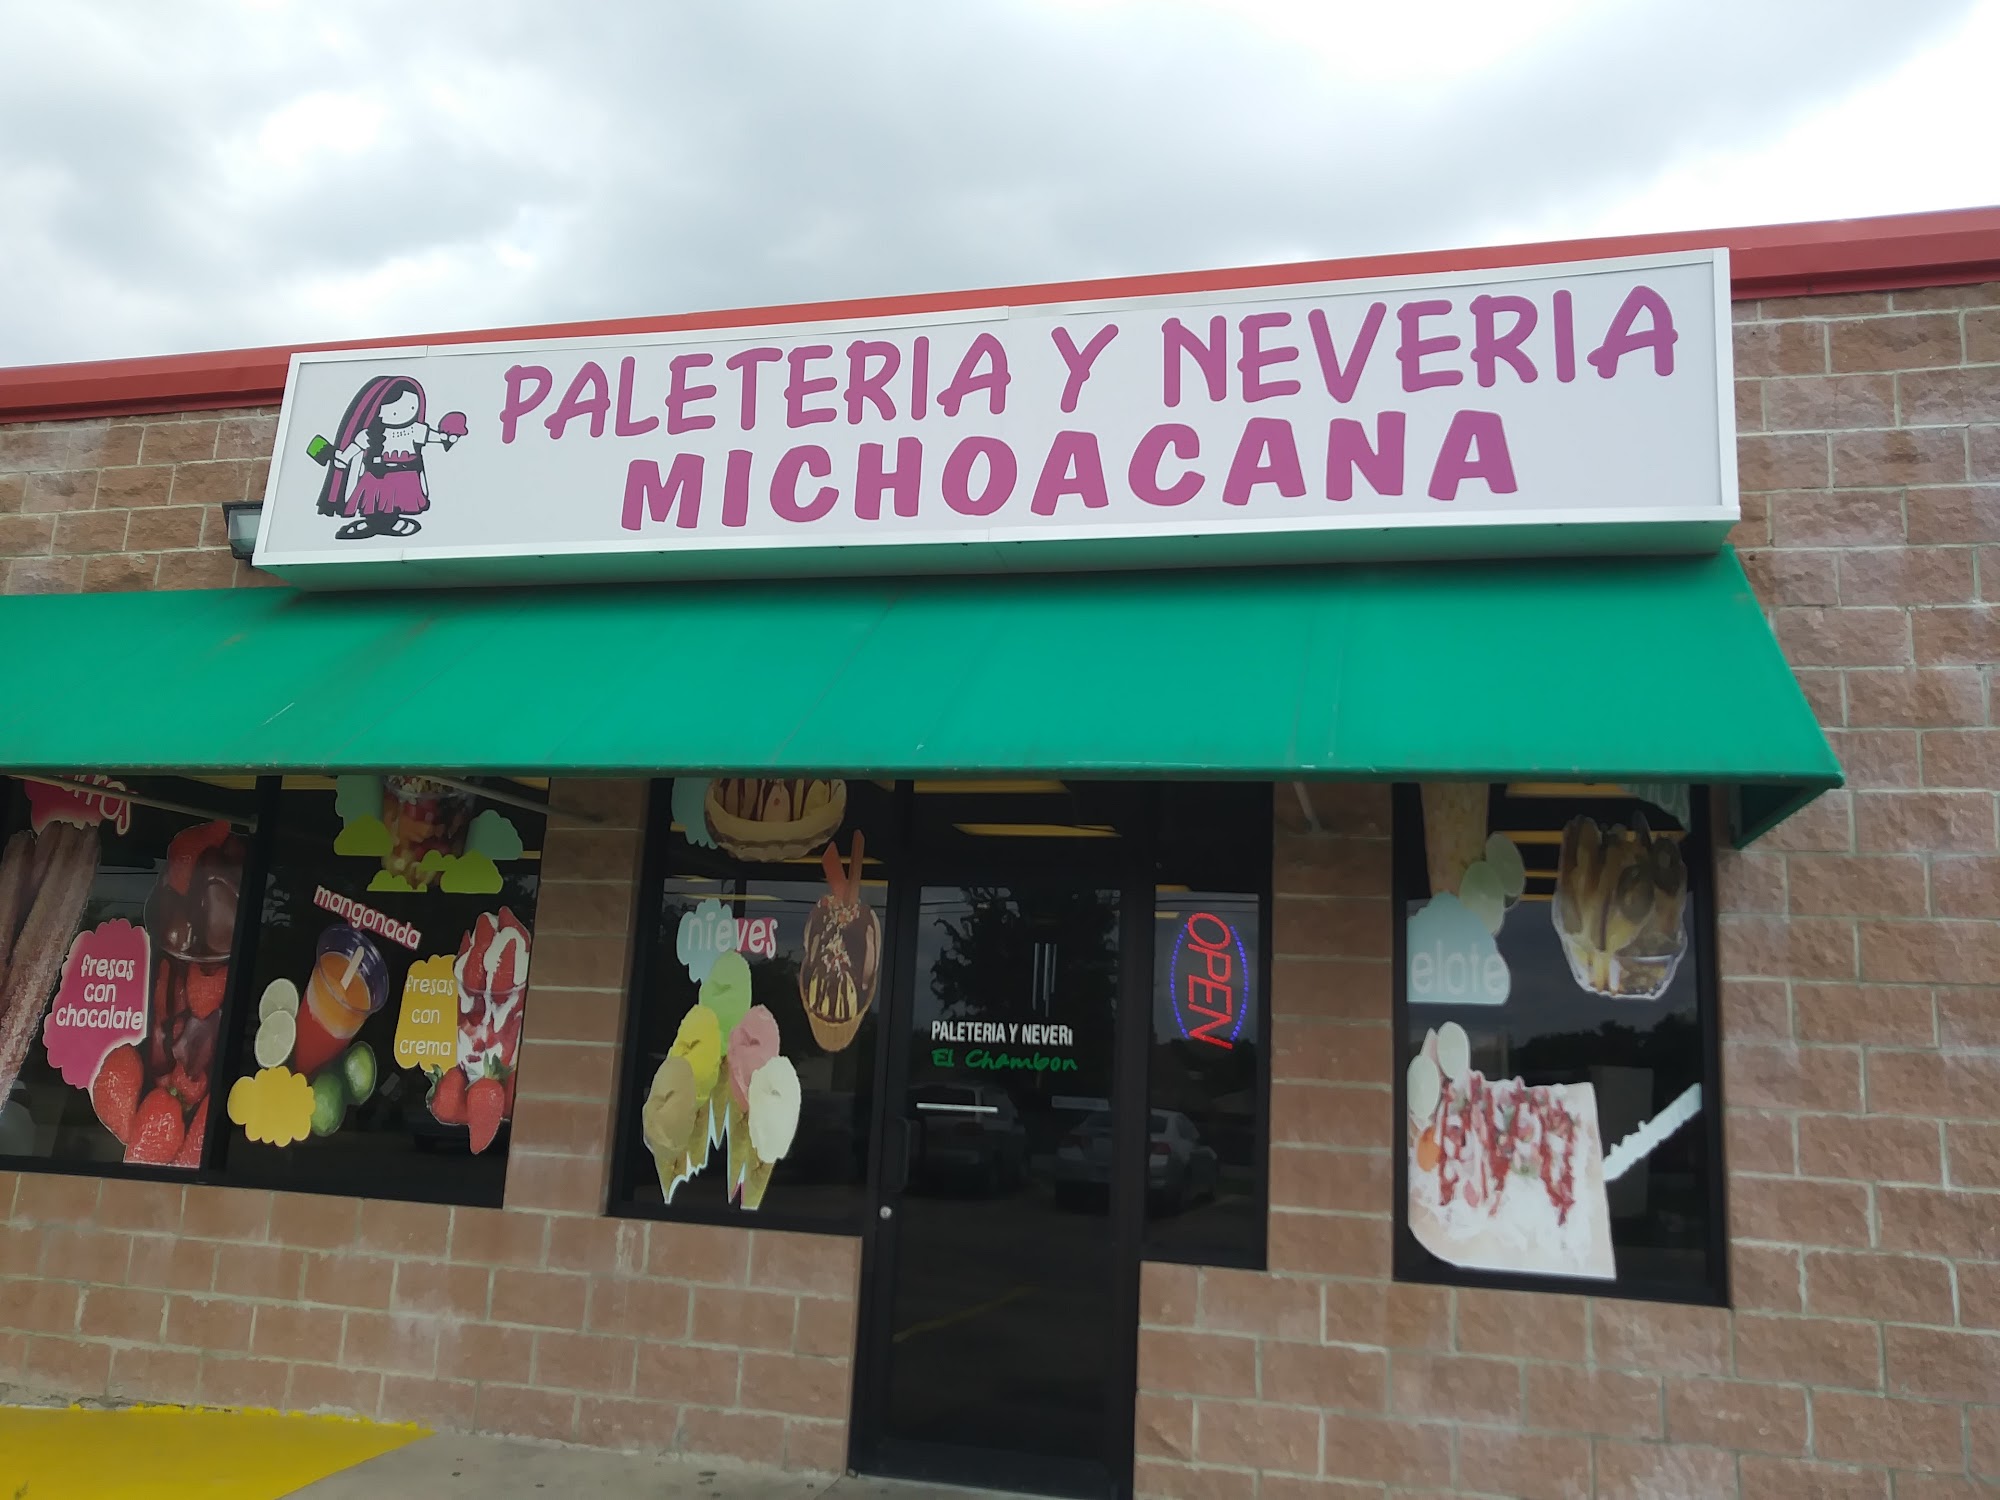 PALETERIA Y NEVERIA
MICHOACANA
mangonada
fresas
con
chocolate
fresas
con
crema
nieves
OPEN
elote
PALETERIA Y NEVERI
El Chambon